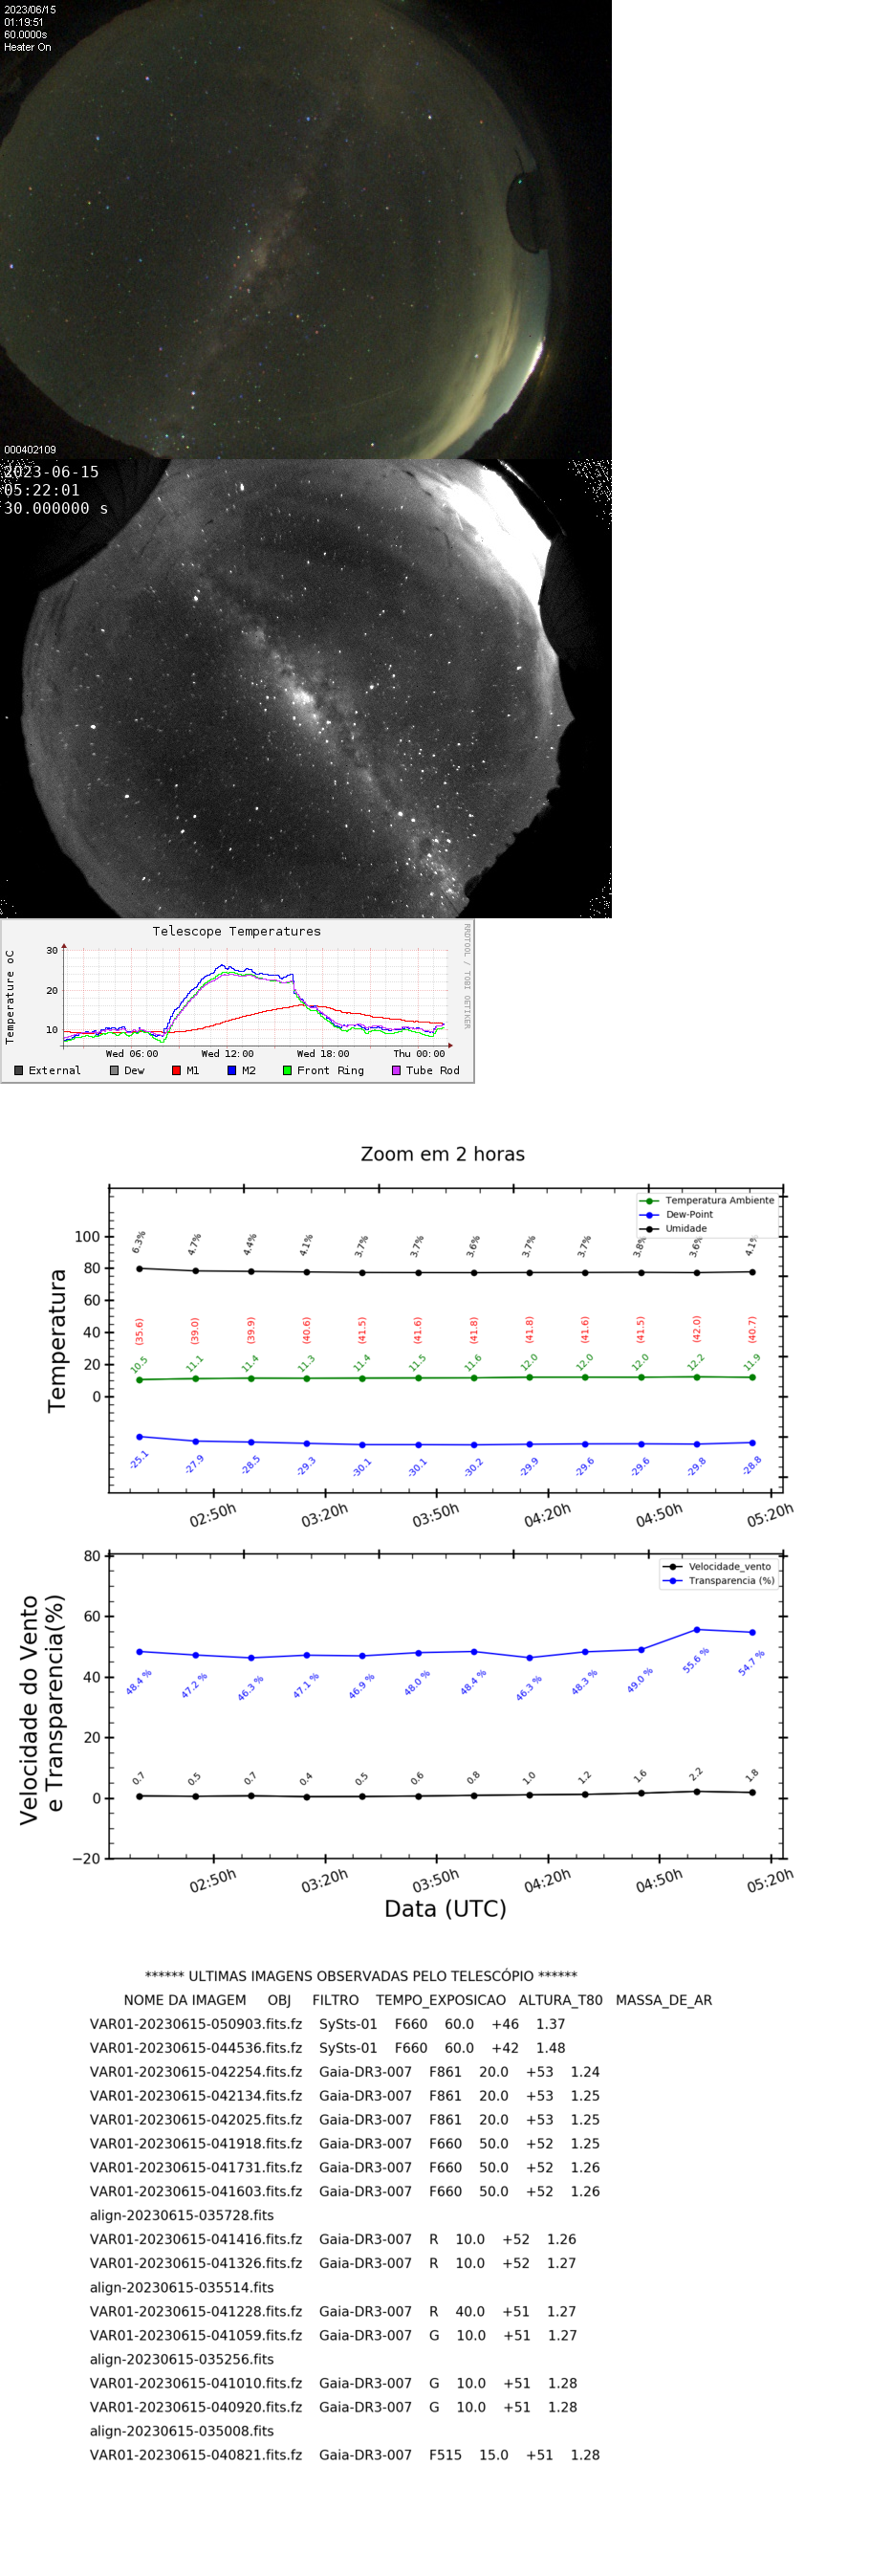 2023/06/15
01:19:51
60.0000s
Heater On
000402109
2023-06-15
05:22:01
30.000000 s
Telescope Temperatures
RRDTOOL / TOBI OETIKER
Temperature oC
30
20
10
Wed 06:00 Wed 12:00 Wed 18:00 Thu 00:00
External Dew M1 M2 Front Ring Tube Rod
Zoom em 2 horas
Temperatura Ambiente
Dew-Point
Umidade
Temperatura
100
80
60
40
20
0
6.3% 4.7% 4.4% 4.1% 3.7% 3.7% 3.6% 3.7% 3.7% 3.8% 3.6% 4.1%
(35.6) (39.0) (39.9) (40.6) (41.5) (41.6) (41.8) (41.8) (41.6) (41.5) (42.0) (40.7)
10.5 11.1 11.4 11.3 11.4 11.5 11.6 12.0 12.0 12.0 12.2 11.9
-25.1 -27.9 -28.5 -29.3 -30.1 -30.1 -30.2 -29.9 -29.6 -29.6 -29.8 -28.8
02:50h 03:20h 03:50h 04:20h 04:50h 05:20h
Velocidade_vento
Transparencia (%)
Velocidade do Vento
e Transparencia(%)
80
60
40
20
0
−20
48.4 % 47.2 % 46.3 % 47.1 % 46.9 % 48.0 % 48.4 % 46.3 % 48.3 % 49.0 % 55.6 % 54.7 %
0.7 0.5 0.7 0.4 0.5 0.6 0.8 1.0 1.2 1.6 2.2 1.8
02:50h 03:20h 03:50h 04:20h 04:50h 05:20h
Data (UTC)
****** ULTIMAS IMAGENS OBSERVADAS PELO TELESCÓPIO ******
NOME DA IMAGEM OBJ FILTRO TEMPO_EXPOSICAO ALTURA_T80 MASSA_DE_AR
VAR01-20230615-050903.fits.fz SySts-01 F660 60.0 +46 1.37
VAR01-20230615-044536.fits.fz SySts-01 F660 60.0 +42 1.48
VAR01-20230615-042254.fits.fz Gaia-DR3-007 F861 20.0 +53 1.24
VAR01-20230615-042134.fits.fz Gaia-DR3-007 F861 20.0 +53 1.25
VAR01-20230615-042025.fits.fz Gaia-DR3-007 F861 20.0 +53 1.25
VAR01-20230615-041918.fits.fz Gaia-DR3-007 F660 50.0 +52 1.25
VAR01-20230615-041731.fits.fz Gaia-DR3-007 F660 50.0 +52 1.26
VAR01-20230615-041603.fits.fz Gaia-DR3-007 F660 50.0 +52 1.26
align-20230615-035728.fits
VAR01-20230615-041416.fits.fz Gaia-DR3-007 R 10.0 +52 1.26
VAR01-20230615-041326.fits.fz Gaia-DR3-007 R 10.0 +52 1.27
align-20230615-035514.fits
VAR01-20230615-041228.fits.fz Gaia-DR3-007 R 40.0 +51 1.27
VAR01-20230615-041059.fits.fz Gaia-DR3-007 G 10.0 +51 1.27
align-20230615-035256.fits
VAR01-20230615-041010.fits.fz Gaia-DR3-007 G 10.0 +51 1.28
VAR01-20230615-040920.fits.fz Gaia-DR3-007 G 10.0 +51 1.28
align-20230615-035008.fits
VAR01-20230615-040821.fits.fz Gaia-DR3-007 F515 15.0 +51 1.28